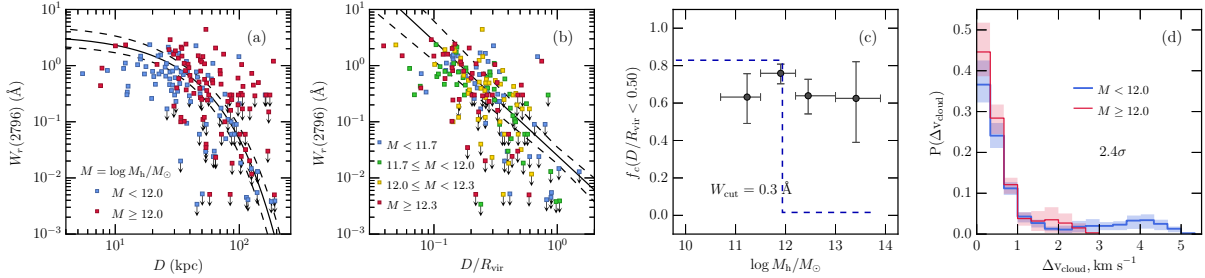 (a)
W_r(2796) (Å)
10^1
10^0
10^-1
10^-2
10^-3
M = log M_h/M_⊙
M < 12.0
M ≥ 12.0
10^1
10^2
D (kpc)
(b)
W_r(2796) (Å)
10^1
10^0
10^-1
10^-2
10^-3
M < 11.7
11.7 ≤ M < 12.0
12.0 ≤ M < 12.3
M ≥ 12.3
10^-1
10^0
D/R_vir
(c)
f_c(D/R_vir < 0.550)
1.0
0.8
0.6
0.4
0.2
0.0
W_cut = 0.3 Å
10
11
12
13
14
log M_h/M_⊙
(d)
P(Δv_cloud)
0.5
0.4
0.3
0.2
0.1
0.0
M < 12.0
M ≥ 12.0
2.4σ
0
1
2
3
4
5
Δv_cloud, km s^-1